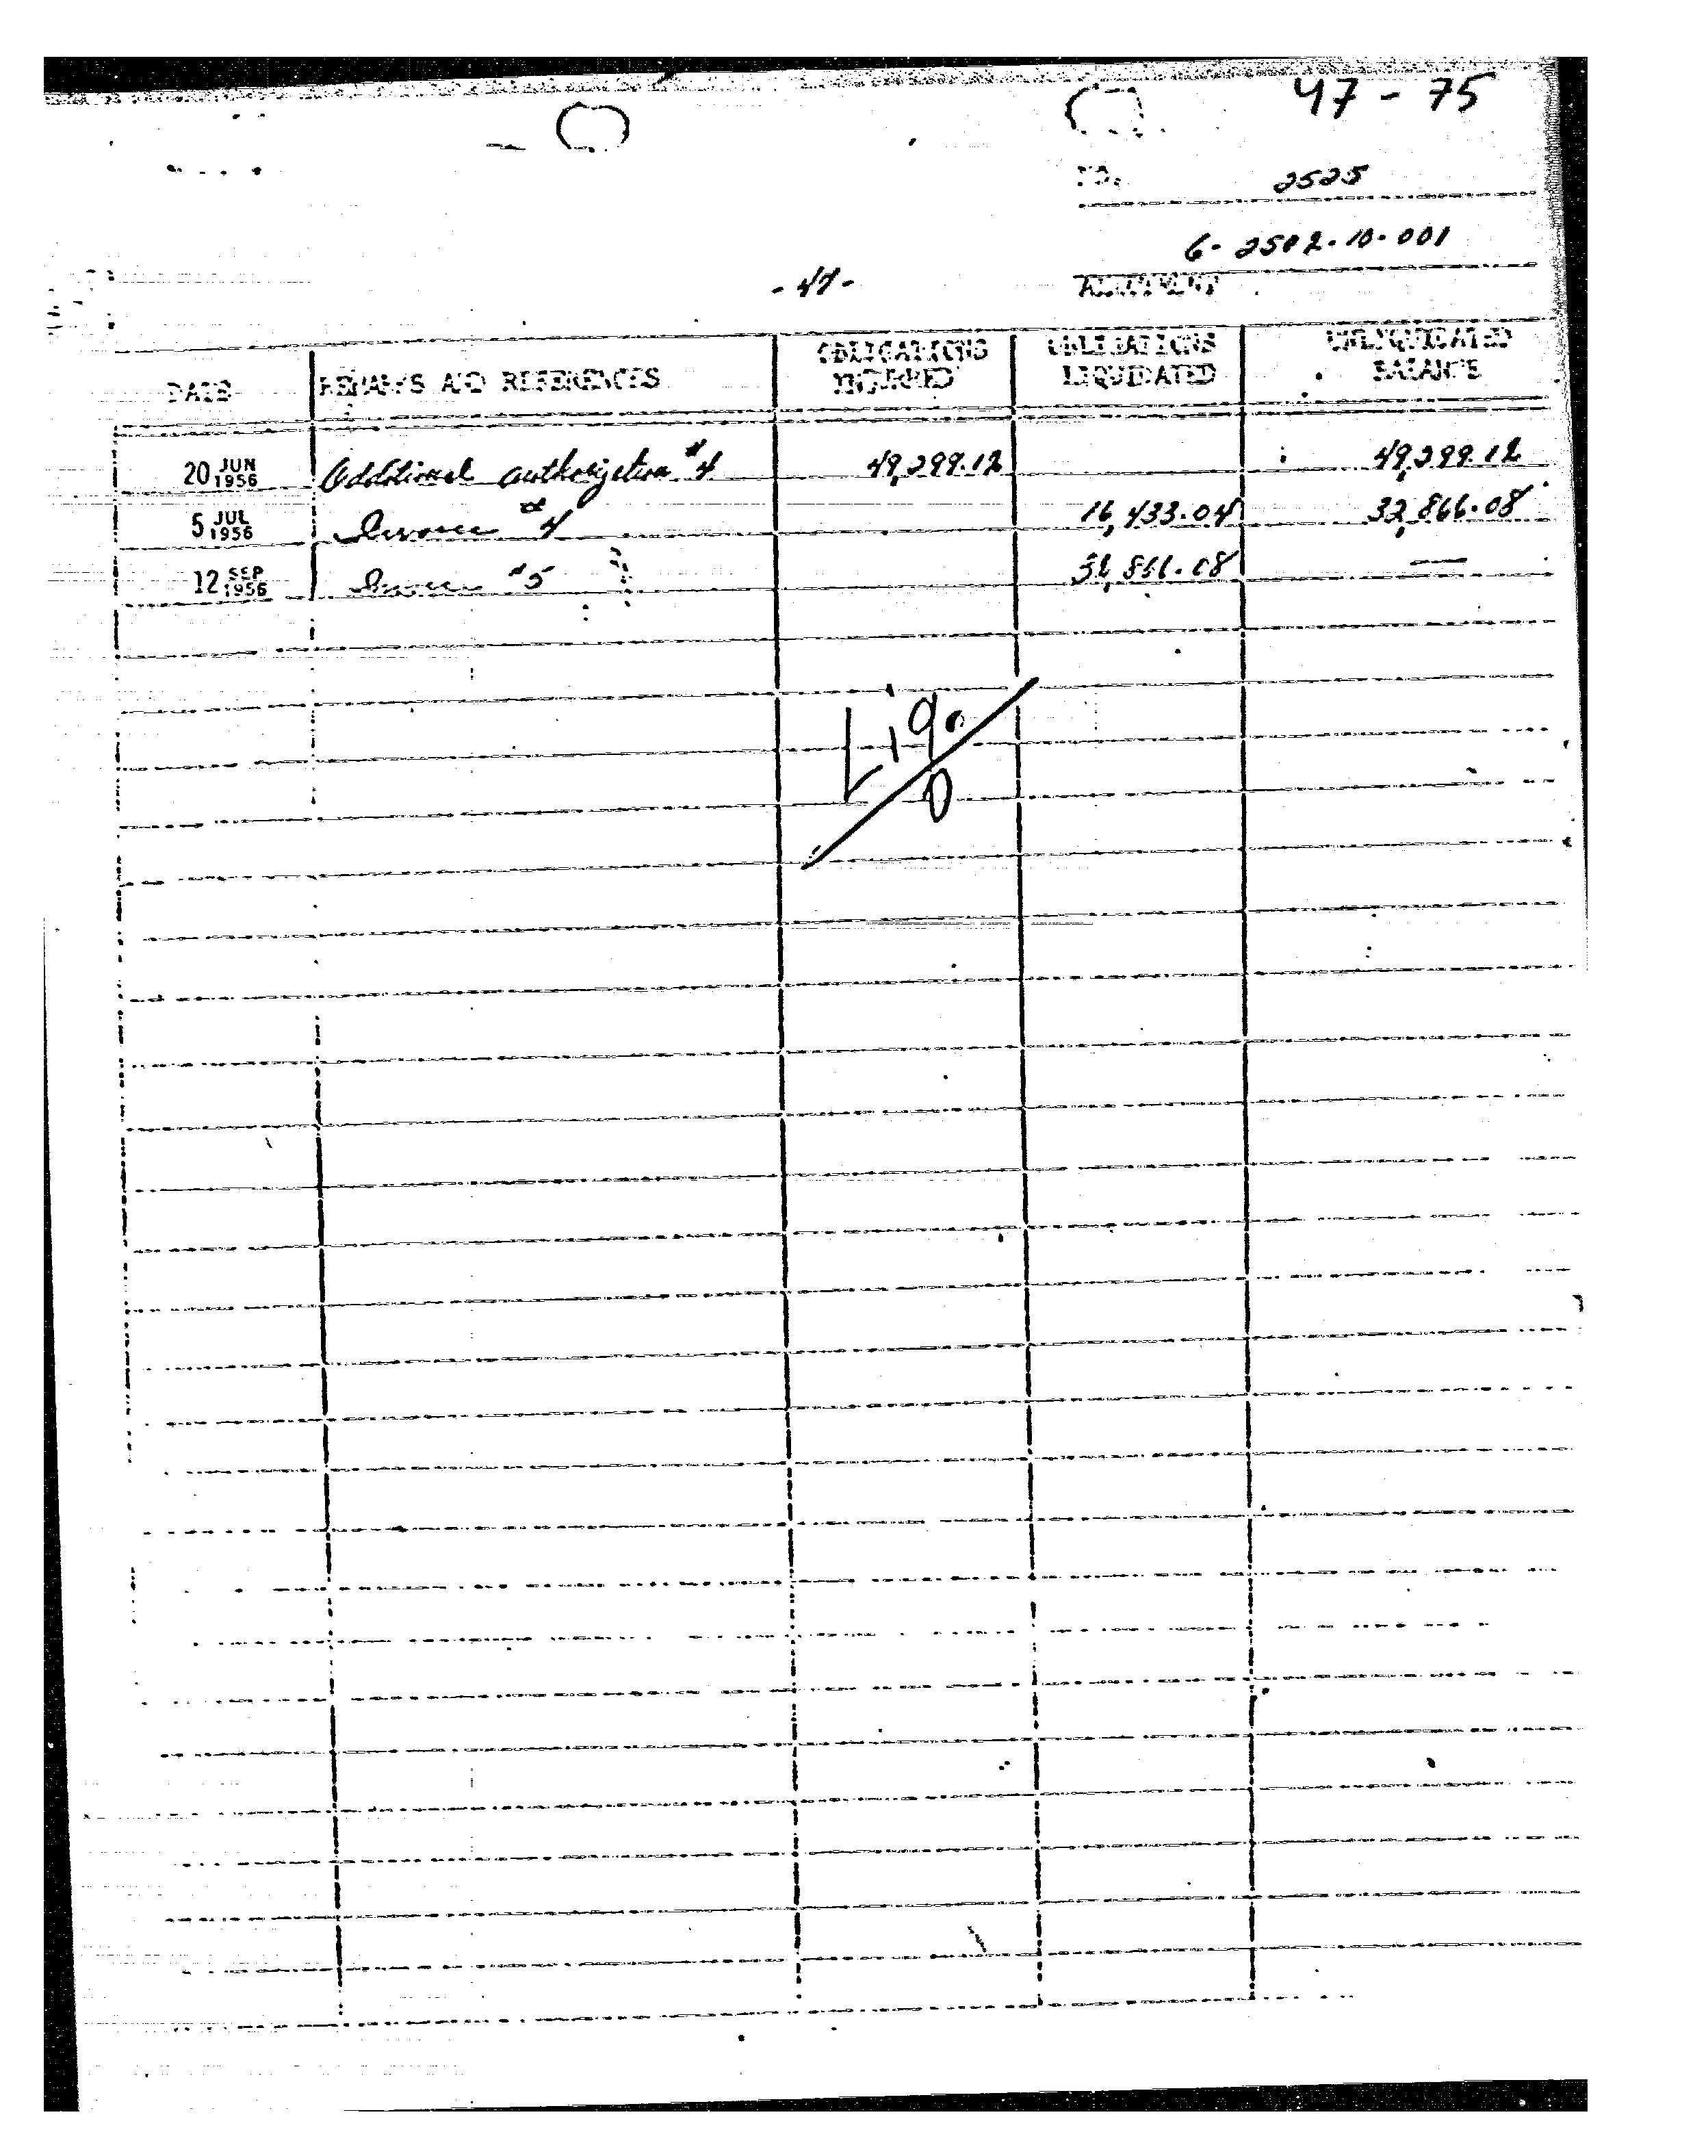 47 - 75
NO. 2525
6-2502-10-001
- 47 -
ALLOTMENT
DATE REMARKS AND REFERENCES OBLIGATIONS INCURRED OBLIGATIONS LIQUIDATED UNLIQUIDATED BALANCE
20 JUN 1956 Additional authorization #4 49,299.12 49,299.12
5 JUL 1956 Invoice #4 16,433.04 32,866.08
12 SEP 1956 Invoice #5 32,866.08 —